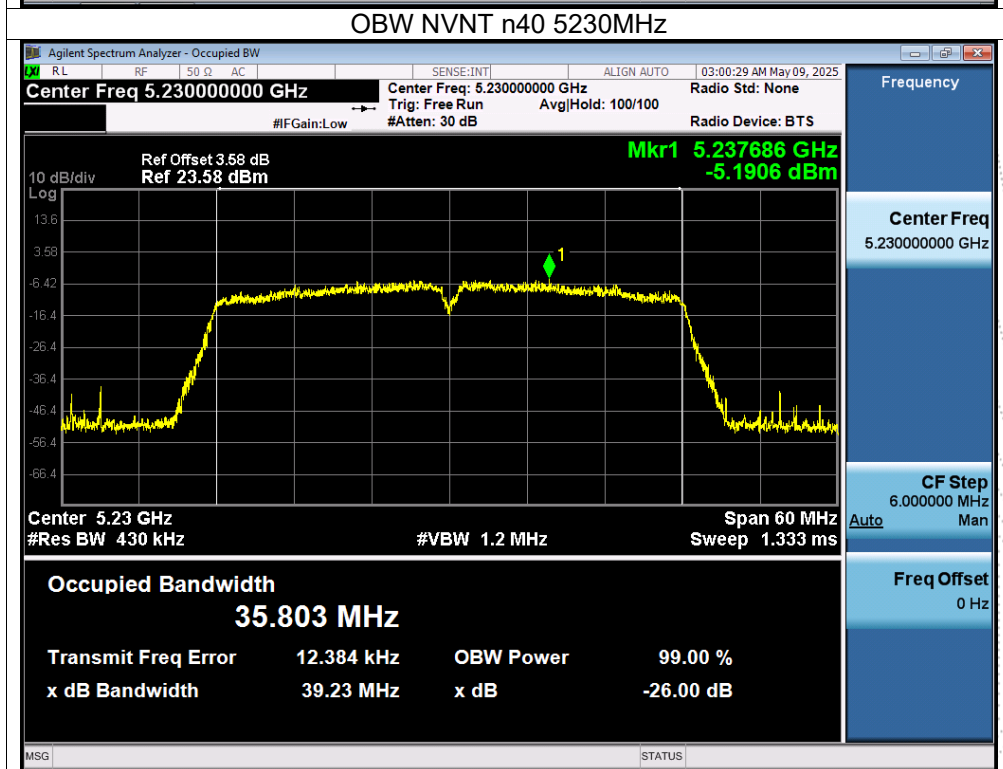 OBW NVNT n40 5230MHz
Agilent Spectrum Analyzer - Occupied BW
LXI RL RF 50 Ω AC SENSE:INT ALIGN AUTO 03:00:29 AM May 09, 2025
Center Freq 5.230000000 GHz
Center Freq: 5.230000000 GHz
Radio Std: None
Trig: Free Run Avg|Hold: 100/100
#IFGain:Low #Atten: 30 dB
Radio Device: BTS
Frequency
Mkr1 5.237686 GHz
-5.1906 dBm
Ref Offset 3.58 dB
10 dB/div Ref 23.58 dBm
Log
13.6
3.58
-6.42
-16.4
-26.4
-36.4
-46.4
-56.4
-66.4
1
Center 5.23 GHz Span 60 MHz
#Res BW 430 kHz #VBW 1.2 MHz Sweep 1.333 ms
Center Freq
5.230000000 GHz
CF Step
6.000000 MHz
Auto Man
Freq Offset
0 Hz
Occupied Bandwidth
35.803 MHz
Transmit Freq Error 12.384 kHz OBW Power 99.00 %
x dB Bandwidth 39.23 MHz x dB -26.00 dB
MSG STATUS